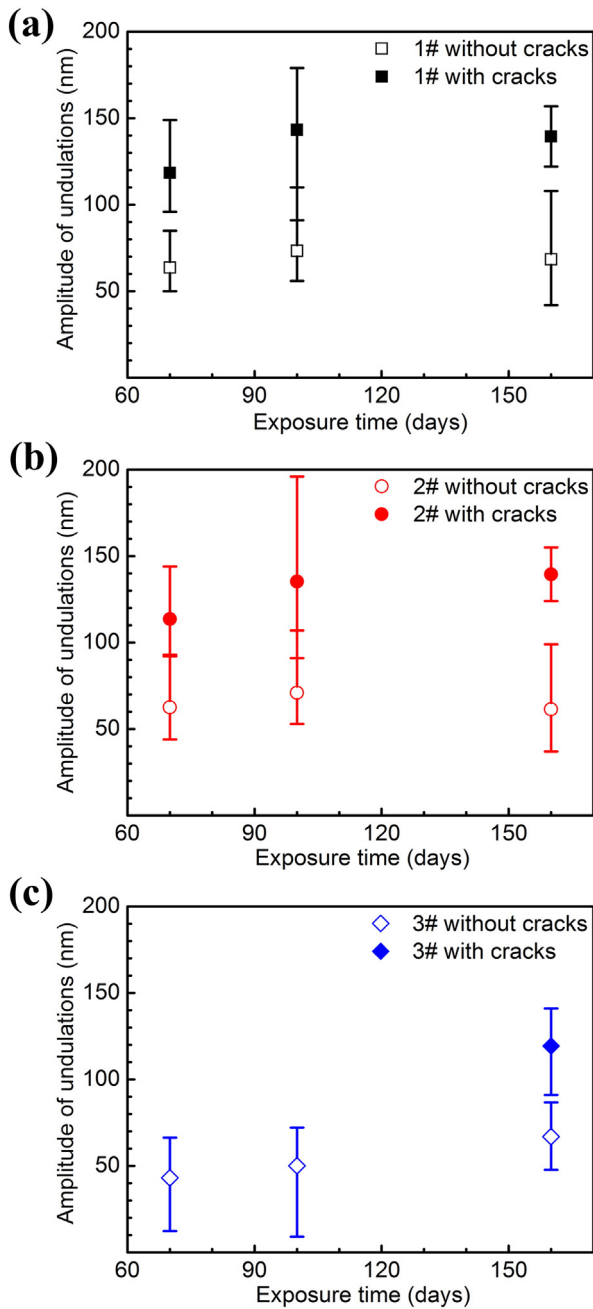 (a)
200
150
100
50
Amplitude of undulations (nm)
1# without cracks
1# with cracks
60 90 120 150
Exposure time (days)
(b)
200
150
100
50
Amplitude of undulations (nm)
2# without cracks
2# with cracks
60 90 120 150
Exposure time (days)
(c)
200
150
100
50
Amplitude of undulations (nm)
3# without cracks
3# with cracks
60 90 120 150
Exposure time (days)